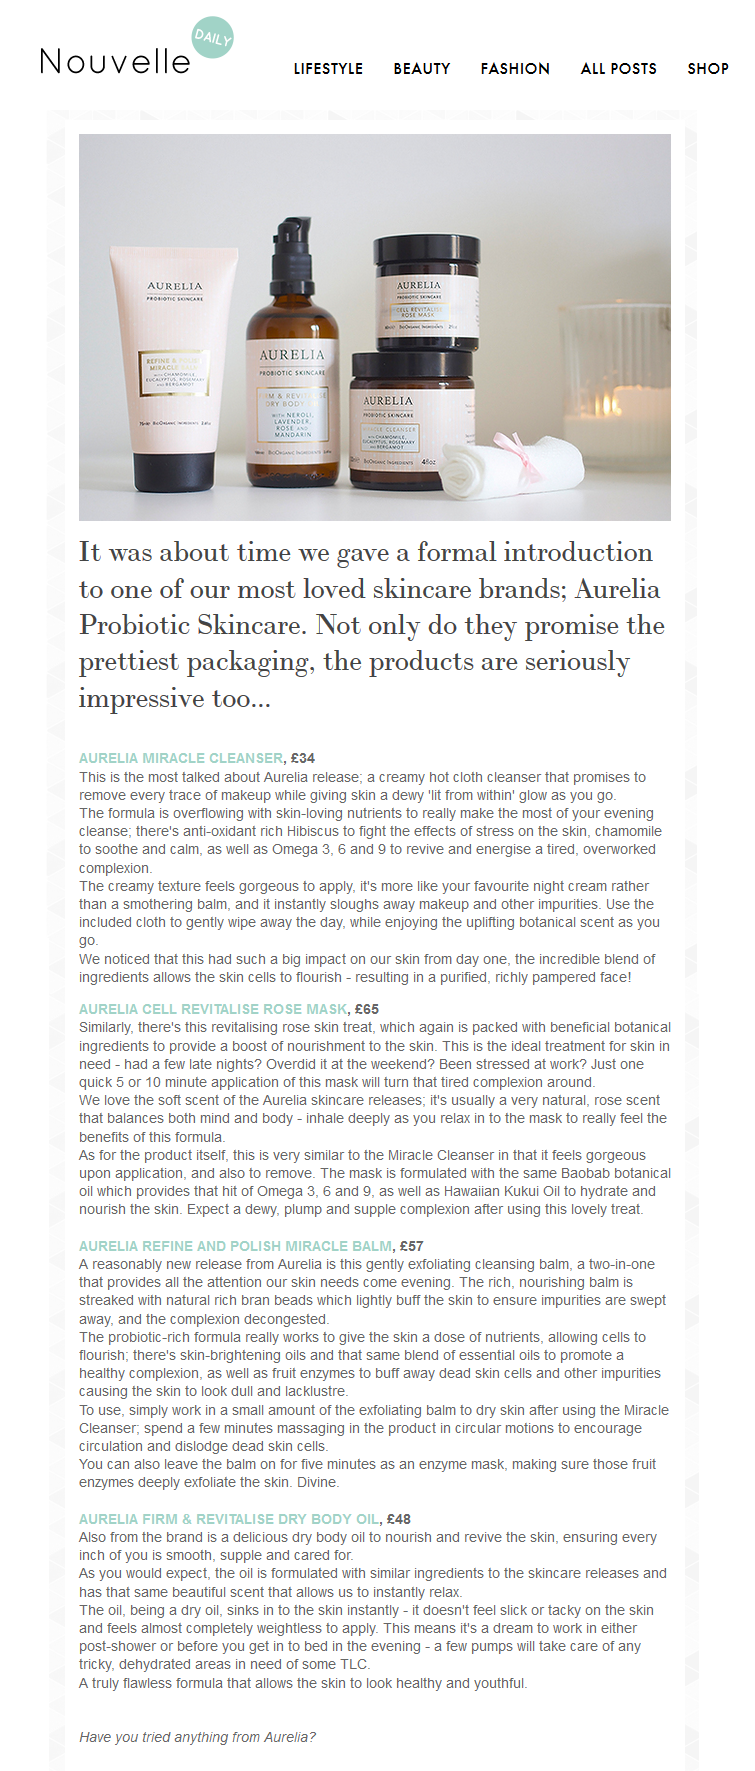 Nouvelle
DAILY
LIFESTYLE BEAUTY FASHION ALL POSTS SHOP
AURELIA
PROBIOTIC SKINCARE
REFINE & POLISH
MIRACLE BALM
WITH CHAMOMILE,
EUCALYPTUS, ROSEMARY
AND BERGAMOT
BIOORGANIC INGREDIENTS
AURELIA
PROBIOTIC SKINCARE
FIRM & REVITALISE
DRY BODY OIL
WITH NEROLI,
LAVENDER,
ROSE AND
MANDARIN
BIOORGANIC INGREDIENTS
AURELIA
PROBIOTIC SKINCARE
CELL REVITALISE
ROSE MASK
BIOORGANIC INGREDIENTS
AURELIA
PROBIOTIC SKINCARE
MIRACLE CLEANSER
WITH CHAMOMILE,
EUCALYPTUS, ROSEMARY
AND BERGAMOT
BIOORGANIC INGREDIENTS 4floz
It was about time we gave a formal introduction
to one of our most loved skincare brands; Aurelia
Probiotic Skincare. Not only do they promise the
prettiest packaging, the products are seriously
impressive too...
AURELIA MIRACLE CLEANSER, £34
This is the most talked about Aurelia release; a creamy hot cloth cleanser that promises to
remove every trace of makeup while giving skin a dewy 'lit from within' glow as you go.
The formula is overflowing with skin-loving nutrients to really make the most of your evening
cleanse; there's anti-oxidant rich Hibiscus to fight the effects of stress on the skin, chamomile
to soothe and calm, as well as Omega 3, 6 and 9 to revive and energise a tired, overworked
complexion.
The creamy texture feels gorgeous to apply, it's more like your favourite night cream rather
than a smothering balm, and it instantly sloughs away makeup and other impurities. Use the
included cloth to gently wipe away the day, while enjoying the uplifting botanical scent as you
go.
We noticed that this had such a big impact on our skin from day one, the incredible blend of
ingredients allows the skin cells to flourish - resulting in a purified, richly pampered face!
AURELIA CELL REVITALISE ROSE MASK, £65
Similarly, there's this revitalising rose skin treat, which again is packed with beneficial botanical
ingredients to provide a boost of nourishment to the skin. This is the ideal treatment for skin in
need - had a few late nights? Overdid it at the weekend? Been stressed at work? Just one
quick 5 or 10 minute application of this mask will turn that tired complexion around.
We love the soft scent of the Aurelia skincare releases; it's usually a very natural, rose scent
that balances both mind and body - inhale deeply as you relax in to the mask to really feel the
benefits of this formula.
As for the product itself, this is very similar to the Miracle Cleanser in that it feels gorgeous
upon application, and also to remove. The mask is formulated with the same Baobab botanical
oil which provides that hit of Omega 3, 6 and 9, as well as Hawaiian Kukui Oil to hydrate and
nourish the skin. Expect a dewy, plump and supple complexion after using this lovely treat.
AURELIA REFINE AND POLISH MIRACLE BALM, £57
A reasonably new release from Aurelia is this gently exfoliating cleansing balm, a two-in-one
that provides all the attention our skin needs come evening. The rich, nourishing balm is
streaked with natural rich bran beads which lightly buff the skin to ensure impurities are swept
away, and the complexion decongested.
The probiotic-rich formula really works to give the skin a dose of nutrients, allowing cells to
flourish; there's skin-brightening oils and that same blend of essential oils to promote a
healthy complexion, as well as fruit enzymes to buff away dead skin cells and other impurities
causing the skin to look dull and lacklustre.
To use, simply work in a small amount of the exfoliating balm to dry skin after using the Miracle
Cleanser; spend a few minutes massaging in the product in circular motions to encourage
circulation and dislodge dead skin cells.
You can also leave the balm on for five minutes as an enzyme mask, making sure those fruit
enzymes deeply exfoliate the skin. Divine.
AURELIA FIRM & REVITALISE DRY BODY OIL, £48
Also from the brand is a delicious dry body oil to nourish and revive the skin, ensuring every
inch of you is smooth, supple and cared for.
As you would expect, the oil is formulated with similar ingredients to the skincare releases and
has that same beautiful scent that allows us to instantly relax.
The oil, being a dry oil, sinks in to the skin instantly - it doesn't feel slick or tacky on the skin
and feels almost completely weightless to apply. This means it's a dream to work in either
post-shower or before you get in to bed in the evening - a few pumps will take care of any
tricky, dehydrated areas in need of some TLC.
A truly flawless formula that allows the skin to look healthy and youthful.
Have you tried anything from Aurelia?